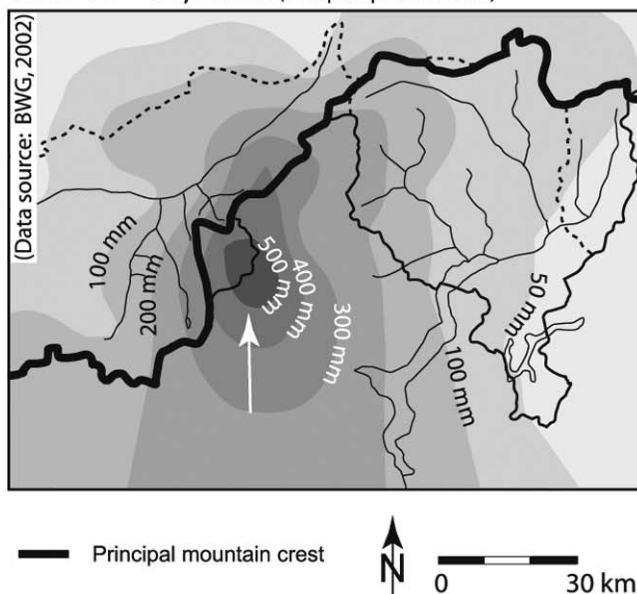 (Data source: BWG, 2002)
100 mm
200 mm
500 mm
400 mm
300 mm
100 mm
50 mm
Principal mountain crest
N
0
30 km